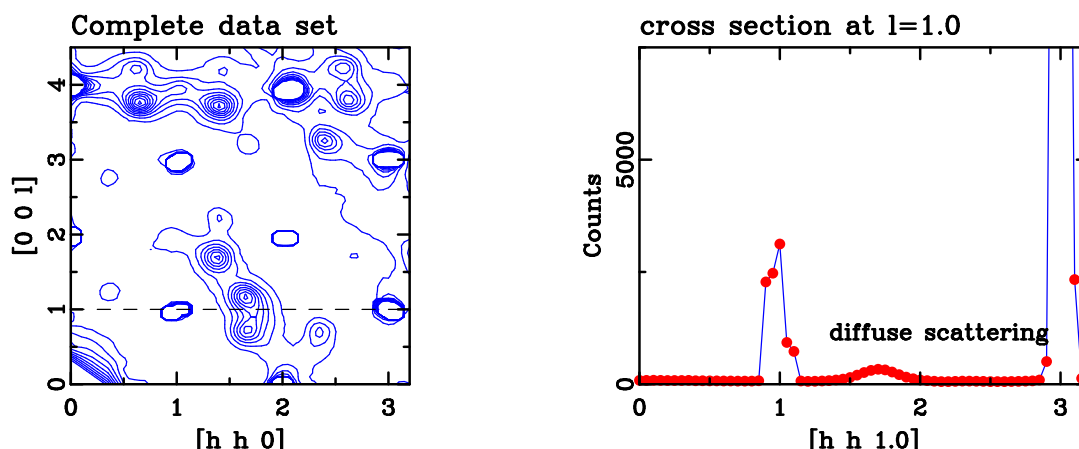 Complete data set
4
3
2
1
0
[0 0 l]
0 1 2 3
[h h 0]
cross section at l=1.0
5000
0
Counts
diffuse scattering
0 1 2 3
[h h 1.0]